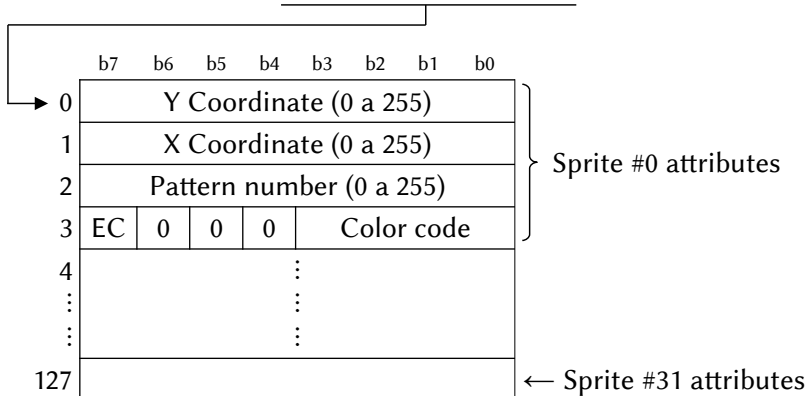 b7 b6 b5 b4 b3 b2 b1 b0
0 Y Coordinate (0 a 255)
1 X Coordinate (0 a 255)
Sprite #0 attributes
2 Pattern number (0 a 255)
3 EC 0 0 0 Color code
4 ⋮
⋮ ⋮
⋮ ⋮
127 ← Sprite #31 attributes